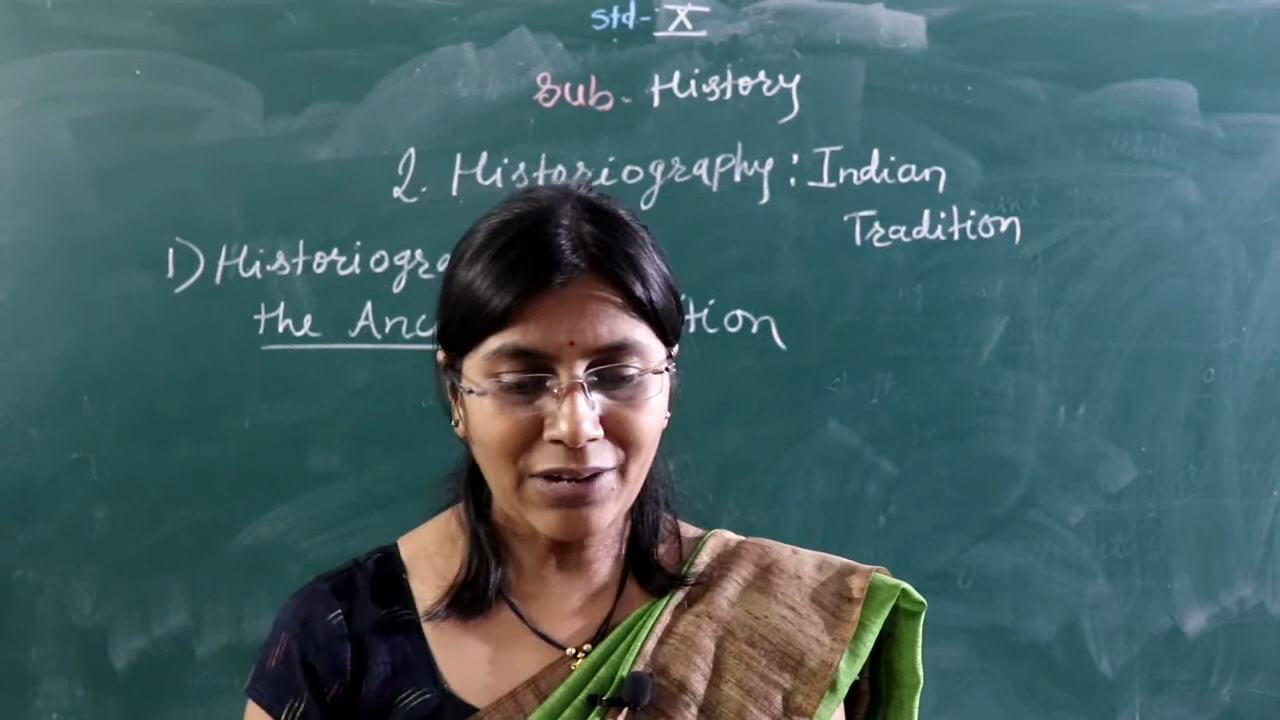 Std - X
Sub - History
2. Historiography : Indian
Tradition
1) Historiogra
the Anc tion